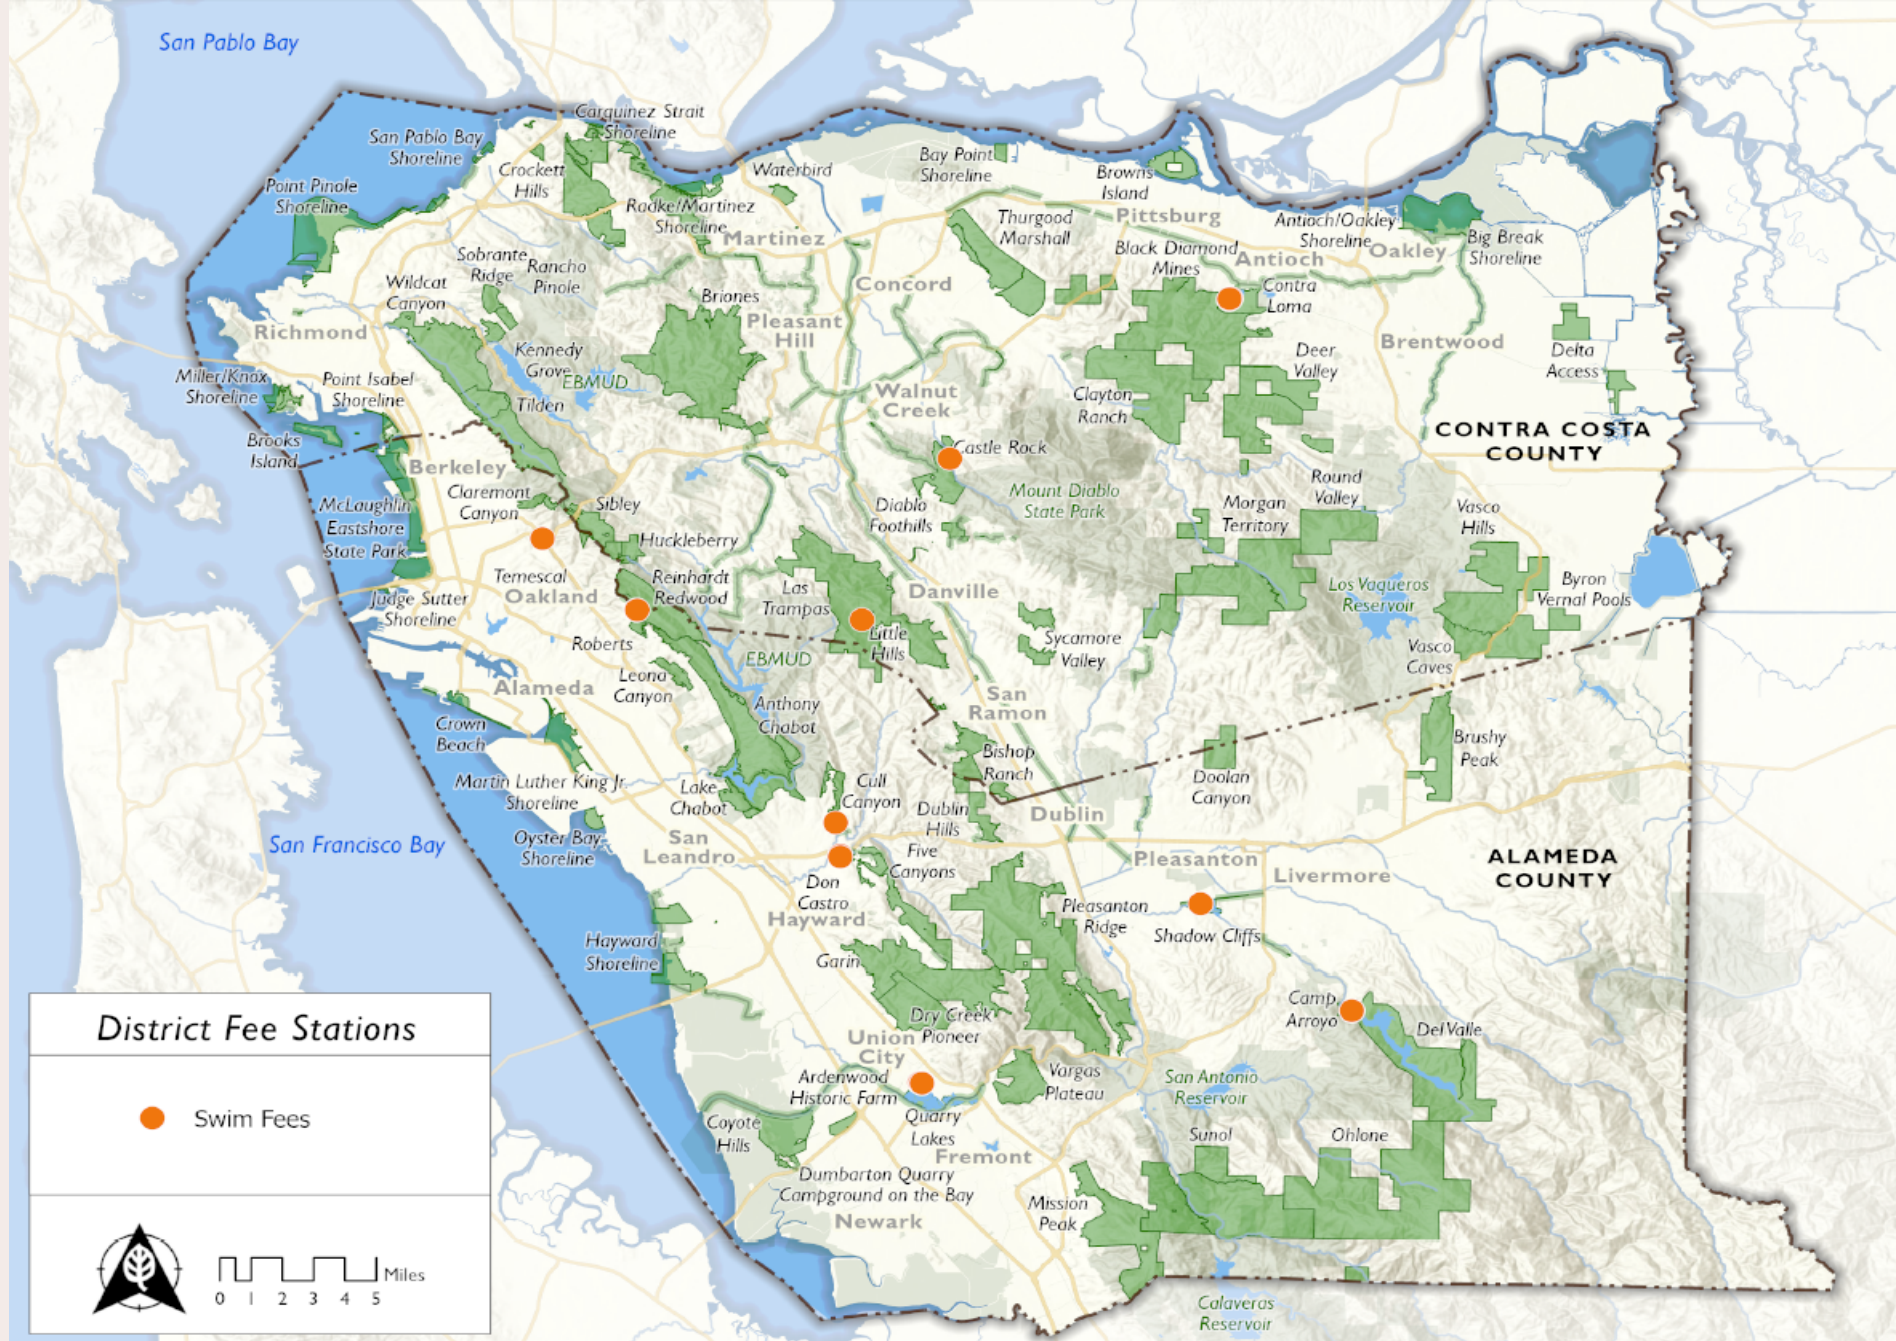 San Pablo Bay
Carquinez Strait
Shoreline
San Pablo Bay
Shoreline
Crockett
Hills
Waterbird
Bay Point
Shoreline
Browns
Island
Point Pinole
Shoreline
Radke/Martinez
Shoreline
Martinez
Thurgood
Marshall
Pittsburg
Antioch/Oakley
Shoreline
Oakley
Big Break
Shoreline
Black Diamond
Mines
Antioch
Sobrante
Ridge
Rancho
Pinole
Wildcat
Canyon
Briones
Concord
Contra
Loma
Richmond
Pleasant
Hill
Brentwood
Kennedy
Grove
EBMUD
Deer
Valley
Delta
Access
Miller/Knox
Shoreline
Point Isabel
Shoreline
Tilden
Walnut
Creek
Clayton
Ranch
CONTRA COSTA
COUNTY
Brooks
Island
Berkeley
Castle Rock
Claremont
Canyon
Sibley
Mount Diablo
State Park
Round
Valley
Morgan
Territory
Vasco
Hills
McLaughlin
Eastshore
State Park
Diablo
Foothills
Huckleberry
Temescal
Oakland
Reinhardt
Redwood
Las
Trampas
Danville
Los Vaqueros
Reservoir
Byron
Vernal Pools
Judge Sutter
Shoreline
Roberts
Little
Hills
Sycamore
Valley
Vasco
Caves
EBMUD
Leona
Canyon
Alameda
Anthony
Chabot
San
Ramon
Crown
Beach
Bishop
Ranch
Brushy
Peak
Martin Luther King Jr.
Shoreline
Lake
Chabot
Cull
Canyon
Doolan
Canyon
Dublin
Hills
Dublin
San Francisco Bay
Oyster Bay
Shoreline
San
Leandro
Five
Canyons
Pleasanton
Livermore
ALAMEDA
COUNTY
Don
Castro
Hayward
Pleasanton
Ridge
Shadow Cliffs
Hayward
Shoreline
Garin
Dry Creek
Pioneer
Camp
Arroyo
Del Valle
Union
City
Ardenwood
Historic Farm
Vargas
Plateau
San Antonio
Reservoir
Quarry
Lakes
Coyote
Hills
Fremont
Sunol
Ohlone
Dumbarton Quarry
Campground on the Bay
Newark
Mission
Peak
Calaveras
Reservoir
District Fee Stations
Swim Fees
Miles
0 1 2 3 4 5